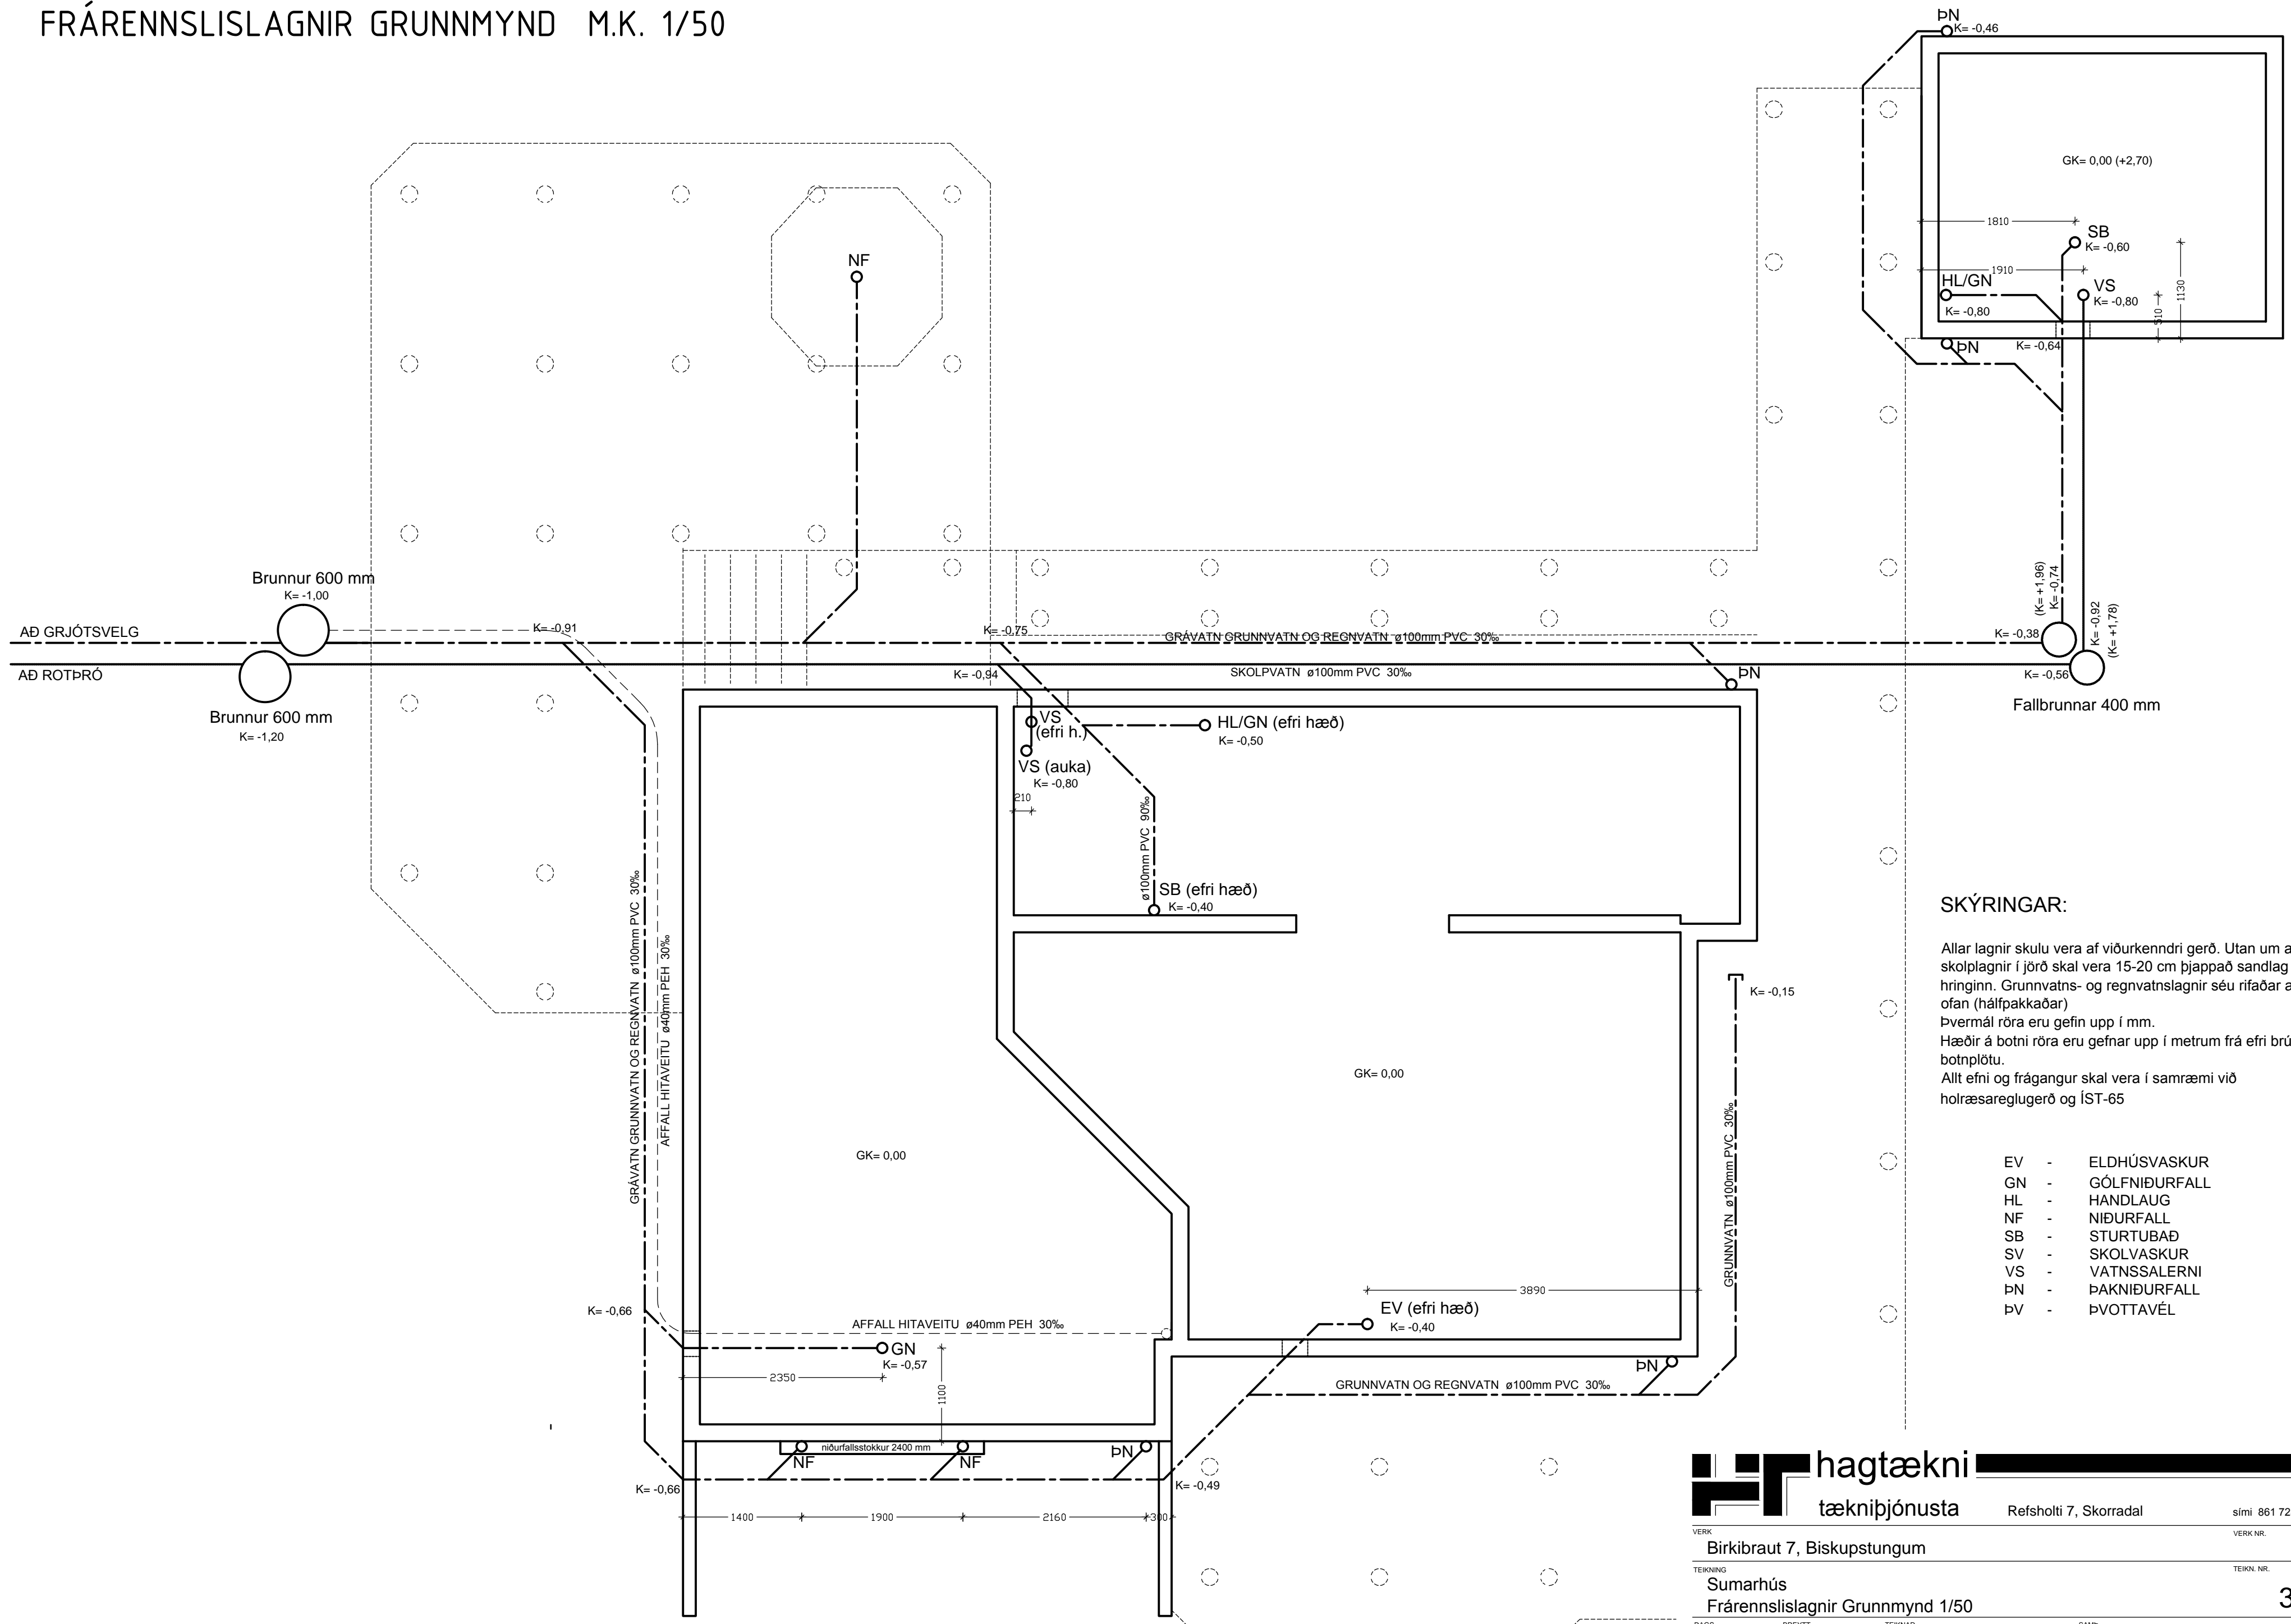 FRÁRENNSLISLAGNIR GRUNNMYND M.K. 1/50
ÞN
K= -0,46
GK= 0,00 (+2,70)
1810
SB
K= -0,60
1910
HL/GN
K= -0,80
VS
K= -0,80
510
1130
ÞN
K= -0,64
NF
Brunnur 600 mm
K= -1,00
AÐ GRJÓTSVELG
AÐ ROTÞRÓ
Brunnur 600 mm
K= -1,20
K= -0,91
K= -0,75
GRÁVATN GRUNNVATN OG REGNVATN ø100mm PVC 30‰
K= -0,94
SKOLPVATN ø100mm PVC 30‰
ÞN
(K= +1,96)
K= -0,74
K= -0,38
K= -0,92
(K= +1,78)
K= -0,56
Fallbrunnar 400 mm
VS
(efri h.)
VS (auka)
K= -0,80
210
HL/GN (efri hæð)
K= -0,50
ø100mm PVC 90‰
SB (efri hæð)
K= -0,40
GRÁVATN GRUNNVATN OG REGNVATN ø100mm PVC 30‰
AFFALL HITAVEITU ø40mm PEH 30‰
K= -0,15
GK= 0,00
GK= 0,00
GRUNNVATN ø100mm PVC 30‰
3890
EV (efri hæð)
K= -0,40
K= -0,66
AFFALL HITAVEITU ø40mm PEH 30‰
GN
K= -0,57
2350
1100
ÞN
GRUNNVATN OG REGNVATN ø100mm PVC 30‰
niðurfallsstokkur 2400 mm
NF
NF
ÞN
K= -0,66
K= -0,49
1400
1900
2160
300
SKÝRINGAR:
Allar lagnir skulu vera af viðurkenndri gerð. Utan um a
skolplagnir í jörð skal vera 15-20 cm þjappað sandlag
hringinn. Grunnvatns- og regnvatnslagnir séu rifaðar a
ofan (hálfpakkaðar)
Þvermál röra eru gefin upp í mm.
Hæðir á botni röra eru gefnar upp í metrum frá efri brú
botnplötu.
Allt efni og frágangur skal vera í samræmi við
holræsareglugerð og ÍST-65
EV - ELDHÚSVASKUR
GN - GÓLFNIÐURFALL
HL - HANDLAUG
NF - NIÐURFALL
SB - STURTUBAÐ
SV - SKOLVASKUR
VS - VATNSSALERNI
ÞN - ÞAKNIÐURFALL
ÞV - ÞVOTTAVÉL
hagtækni
tækniþjónusta
Refsholti 7, Skorradal
sími 861 72
VERK
VERK NR.
Birkibraut 7, Biskupstungum
TEIKNING
TEIKN. NR.
Sumarhús
3
Frárennslislagnir Grunnmynd 1/50